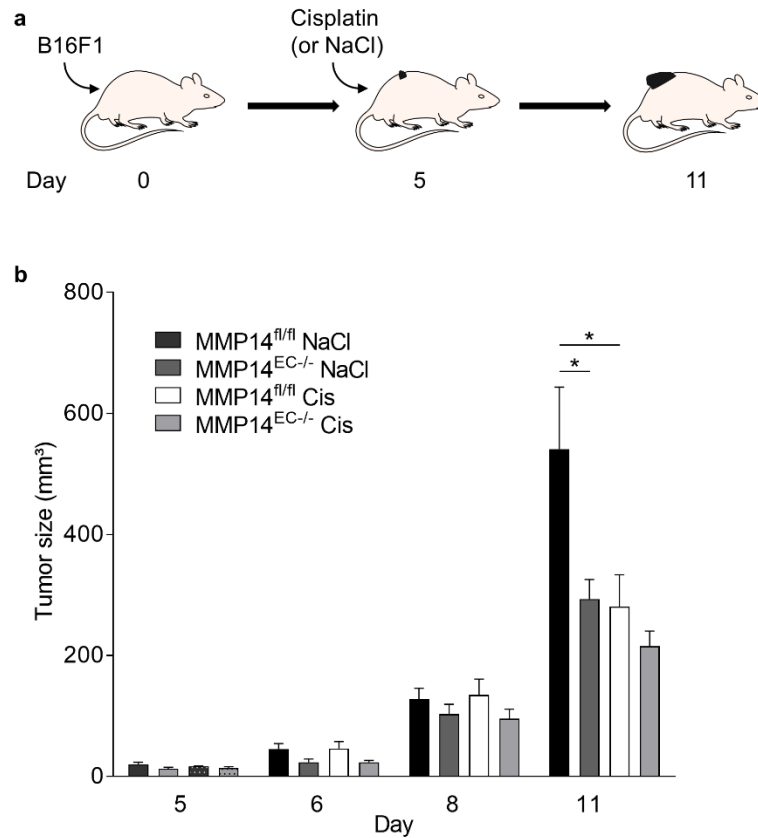 a
B16F1
Cisplatin
(or NaCl)
Day 0 5 11
b
800
600
400
200
0
Tumor size (mm³)
MMP14fl/fl NaCl
MMP14EC-/- NaCl
MMP14fl/fl Cis
MMP14EC-/- Cis
*
*
5 6 8 11
Day